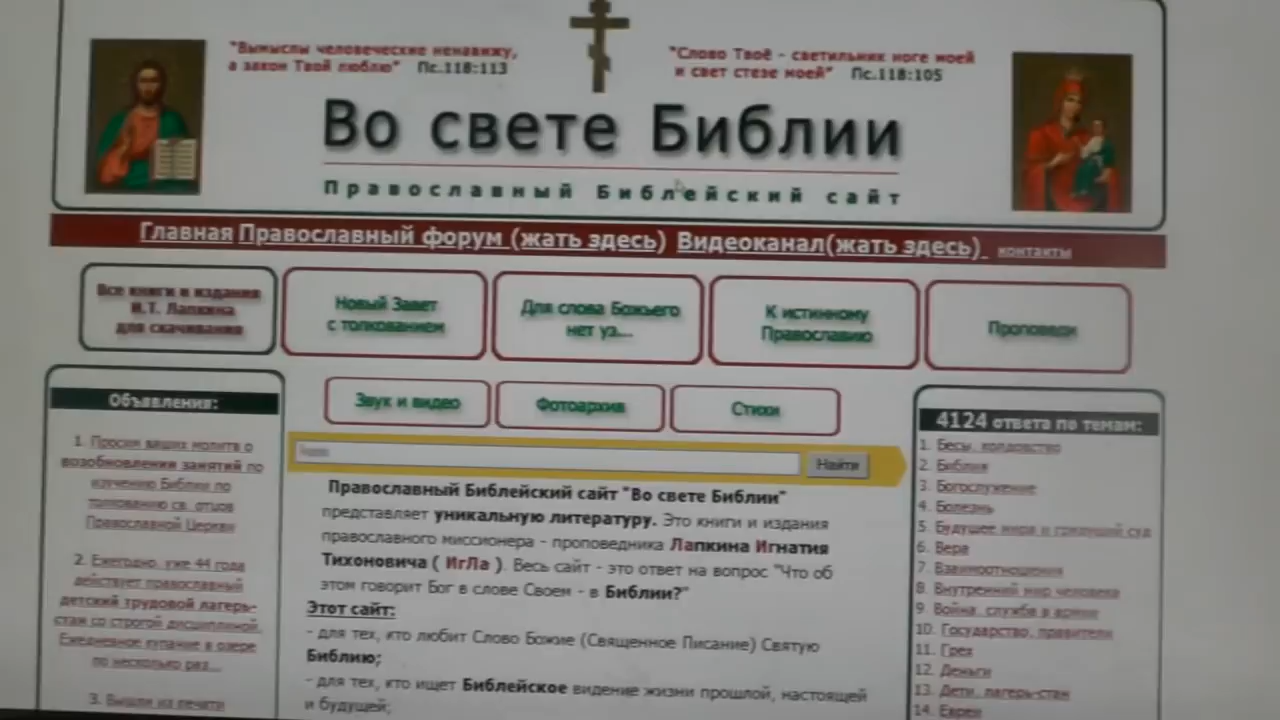 "Вымыслы человеческие ненавижу,
а закон Твой люблю" Пс.118:113
"Слово Твоё - светильник ноге моей
и свет стезе моей" Пс.118:105
Во свете Библии
Православный Библейский сайт
Главная Православный форум (жать здесь) Видеоканал(жать здесь) контакты
Все книги и издания
И.Т. Лапкина
для скачивания
Новый Завет
с толкованием
Для слова Божьего
нет уз...
К истинному
Православию
Проповеди
Звук и видео
Фотоархив
Стихи
Найти
Объявления:
1. Просим ваших молитв о
возобновлении занятий по
изучению Библии по
толкованию св. отцов
Православной Церкви
2. Ежегодно, уже 44 года
действует православный
детский трудовой лагерь-
стан со строгой дисциплиной.
Ежедневное купание в озере
по несколько раз...
3. Вышли из печати
Православный Библейский сайт "Во свете Библии"
представляет уникальную литературу. Это книги и издания
православного миссионера - проповедника Лапкина Игнатия
Тихоновича ( ИгЛа ). Весь сайт - это ответ на вопрос "Что об
этом говорит Бог в слове Своем - в Библии?"
Этот сайт:
- для тех, кто любит Слово Божие (Священное Писание) Святую
Библию;
- для тех, кто ищет Библейское видение жизни прошлой, настоящей
и будущей;
4124 ответа по темам:
1. Бесы, колдовство
2. Библия
3. Богослужение
4. Болезнь
5. Будущее мира и грядущий суд
6. Вера
7. Взаимоотношения
8. Внутренний мир человека
9. Война, служба в армии
10. Государство, правители
11. Грех
12. Деньги
13. Дети, лагерь-стан
14. Евреи